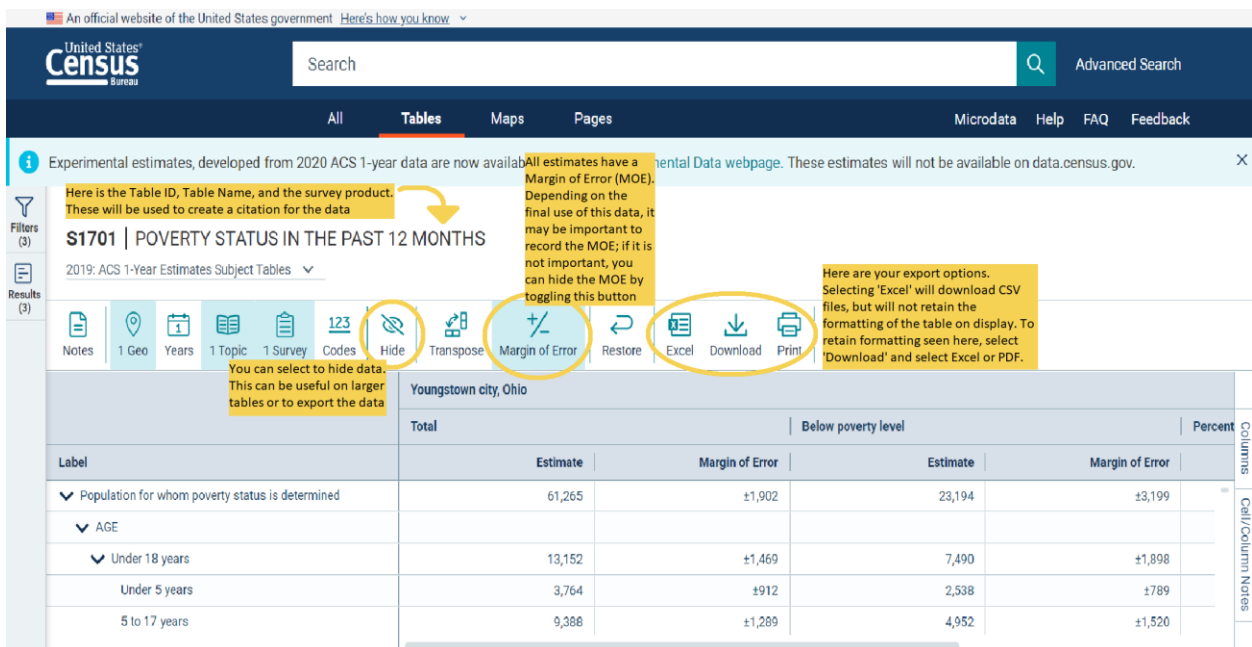 An official website of the United States government Here's how you know
United States®
Census
Bureau
Search
Advanced Search
All Tables Maps Pages Microdata Help FAQ Feedback
Experimental estimates, developed from 2020 ACS 1-year data are now availab
ental Data webpage. These estimates will not be available on data.census.gov.
X
All estimates have a
Margin of Error (MOE).
Depending on the
final use of this data, it
may be important to
record the MOE; if it is
not important, you
can hide the MOE by
toggling this button
Here is the Table ID, Table Name, and the survey product.
These will be used to create a citation for the data
Filters
(3)
Results
(3)
S1701 | POVERTY STATUS IN THE PAST 12 MONTHS
2019: ACS 1-Year Estimates Subject Tables
Here are your export options.
Selecting 'Excel' will download CSV
files, but will not retain the
formatting of the table on display. To
retain formatting seen here, select
'Download' and select Excel or PDF.
1 123 +/-
Notes 1 Geo Years 1 Topic 1 Survey Codes Hide Transpose Margin of Error Restore Excel Download Print
You can select to hide data.
This can be useful on larger
tables or to export the data
Youngstown city, Ohio
Total Below poverty level Percent
Label Estimate Margin of Error Estimate Margin of Error
Population for whom poverty status is determined 61,265 ±1,902 23,194 ±3,199
AGE
Under 18 years 13,152 ±1,469 7,490 ±1,898
Under 5 years 3,764 ±912 2,538 ±789
5 to 17 years 9,388 ±1,289 4,952 ±1,520
Columns
Cell/Column Notes